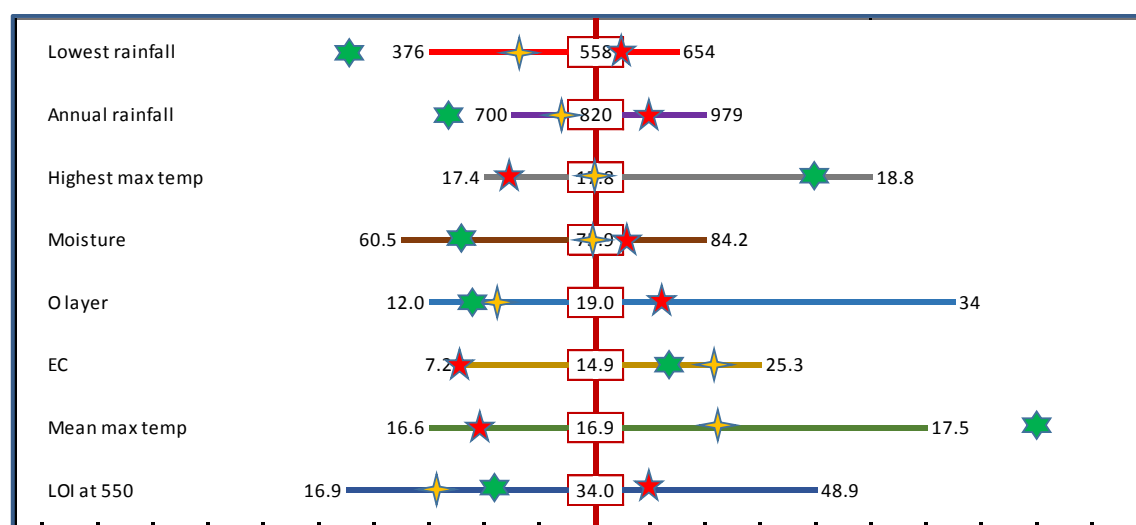 Lowest rainfall 376 558 654
Annual rainfall 700 820 979
Highest max temp 17.4 18.8
Moisture 60.5 84.2
O layer 12.0 19.0 34
EC 7.2 14.9 25.3
Mean max temp 16.6 16.9 17.5
LOI at 550 16.9 34.0 48.9